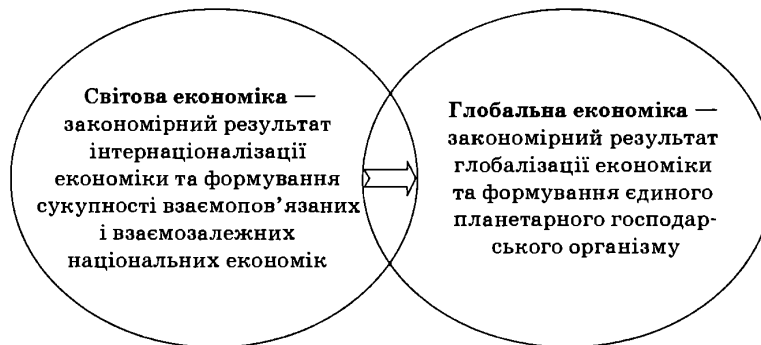 Світова економіка —
закономірний результат
інтернаціоналізації
економіки та формування
сукупності взаємопов’язаних
і взаємозалежних
національних економік
Глобальна економіка —
закономірний результат
глобалізації економіки
та формування єдиного
планетарного господар-
ського організму